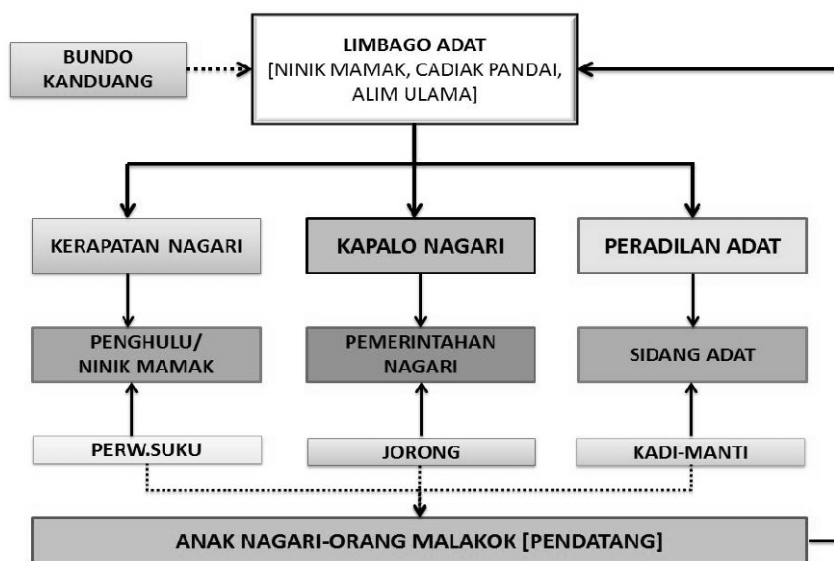 BUNDO
KANDUANG
LIMBAGO ADAT
[NINIK MAMAK, CADIAK PANDAI,
ALIM ULAMA]
KERAPATAN NAGARI
KAPALO NAGARI
PERADILAN ADAT
PENGHULU/
NINIK MAMAK
PEMERINTAHAN
NAGARI
SIDANG ADAT
PERW.SUKU
JORONG
KADI-MANTI
ANAK NAGARI-ORANG MALAKOK [PENDATANG]